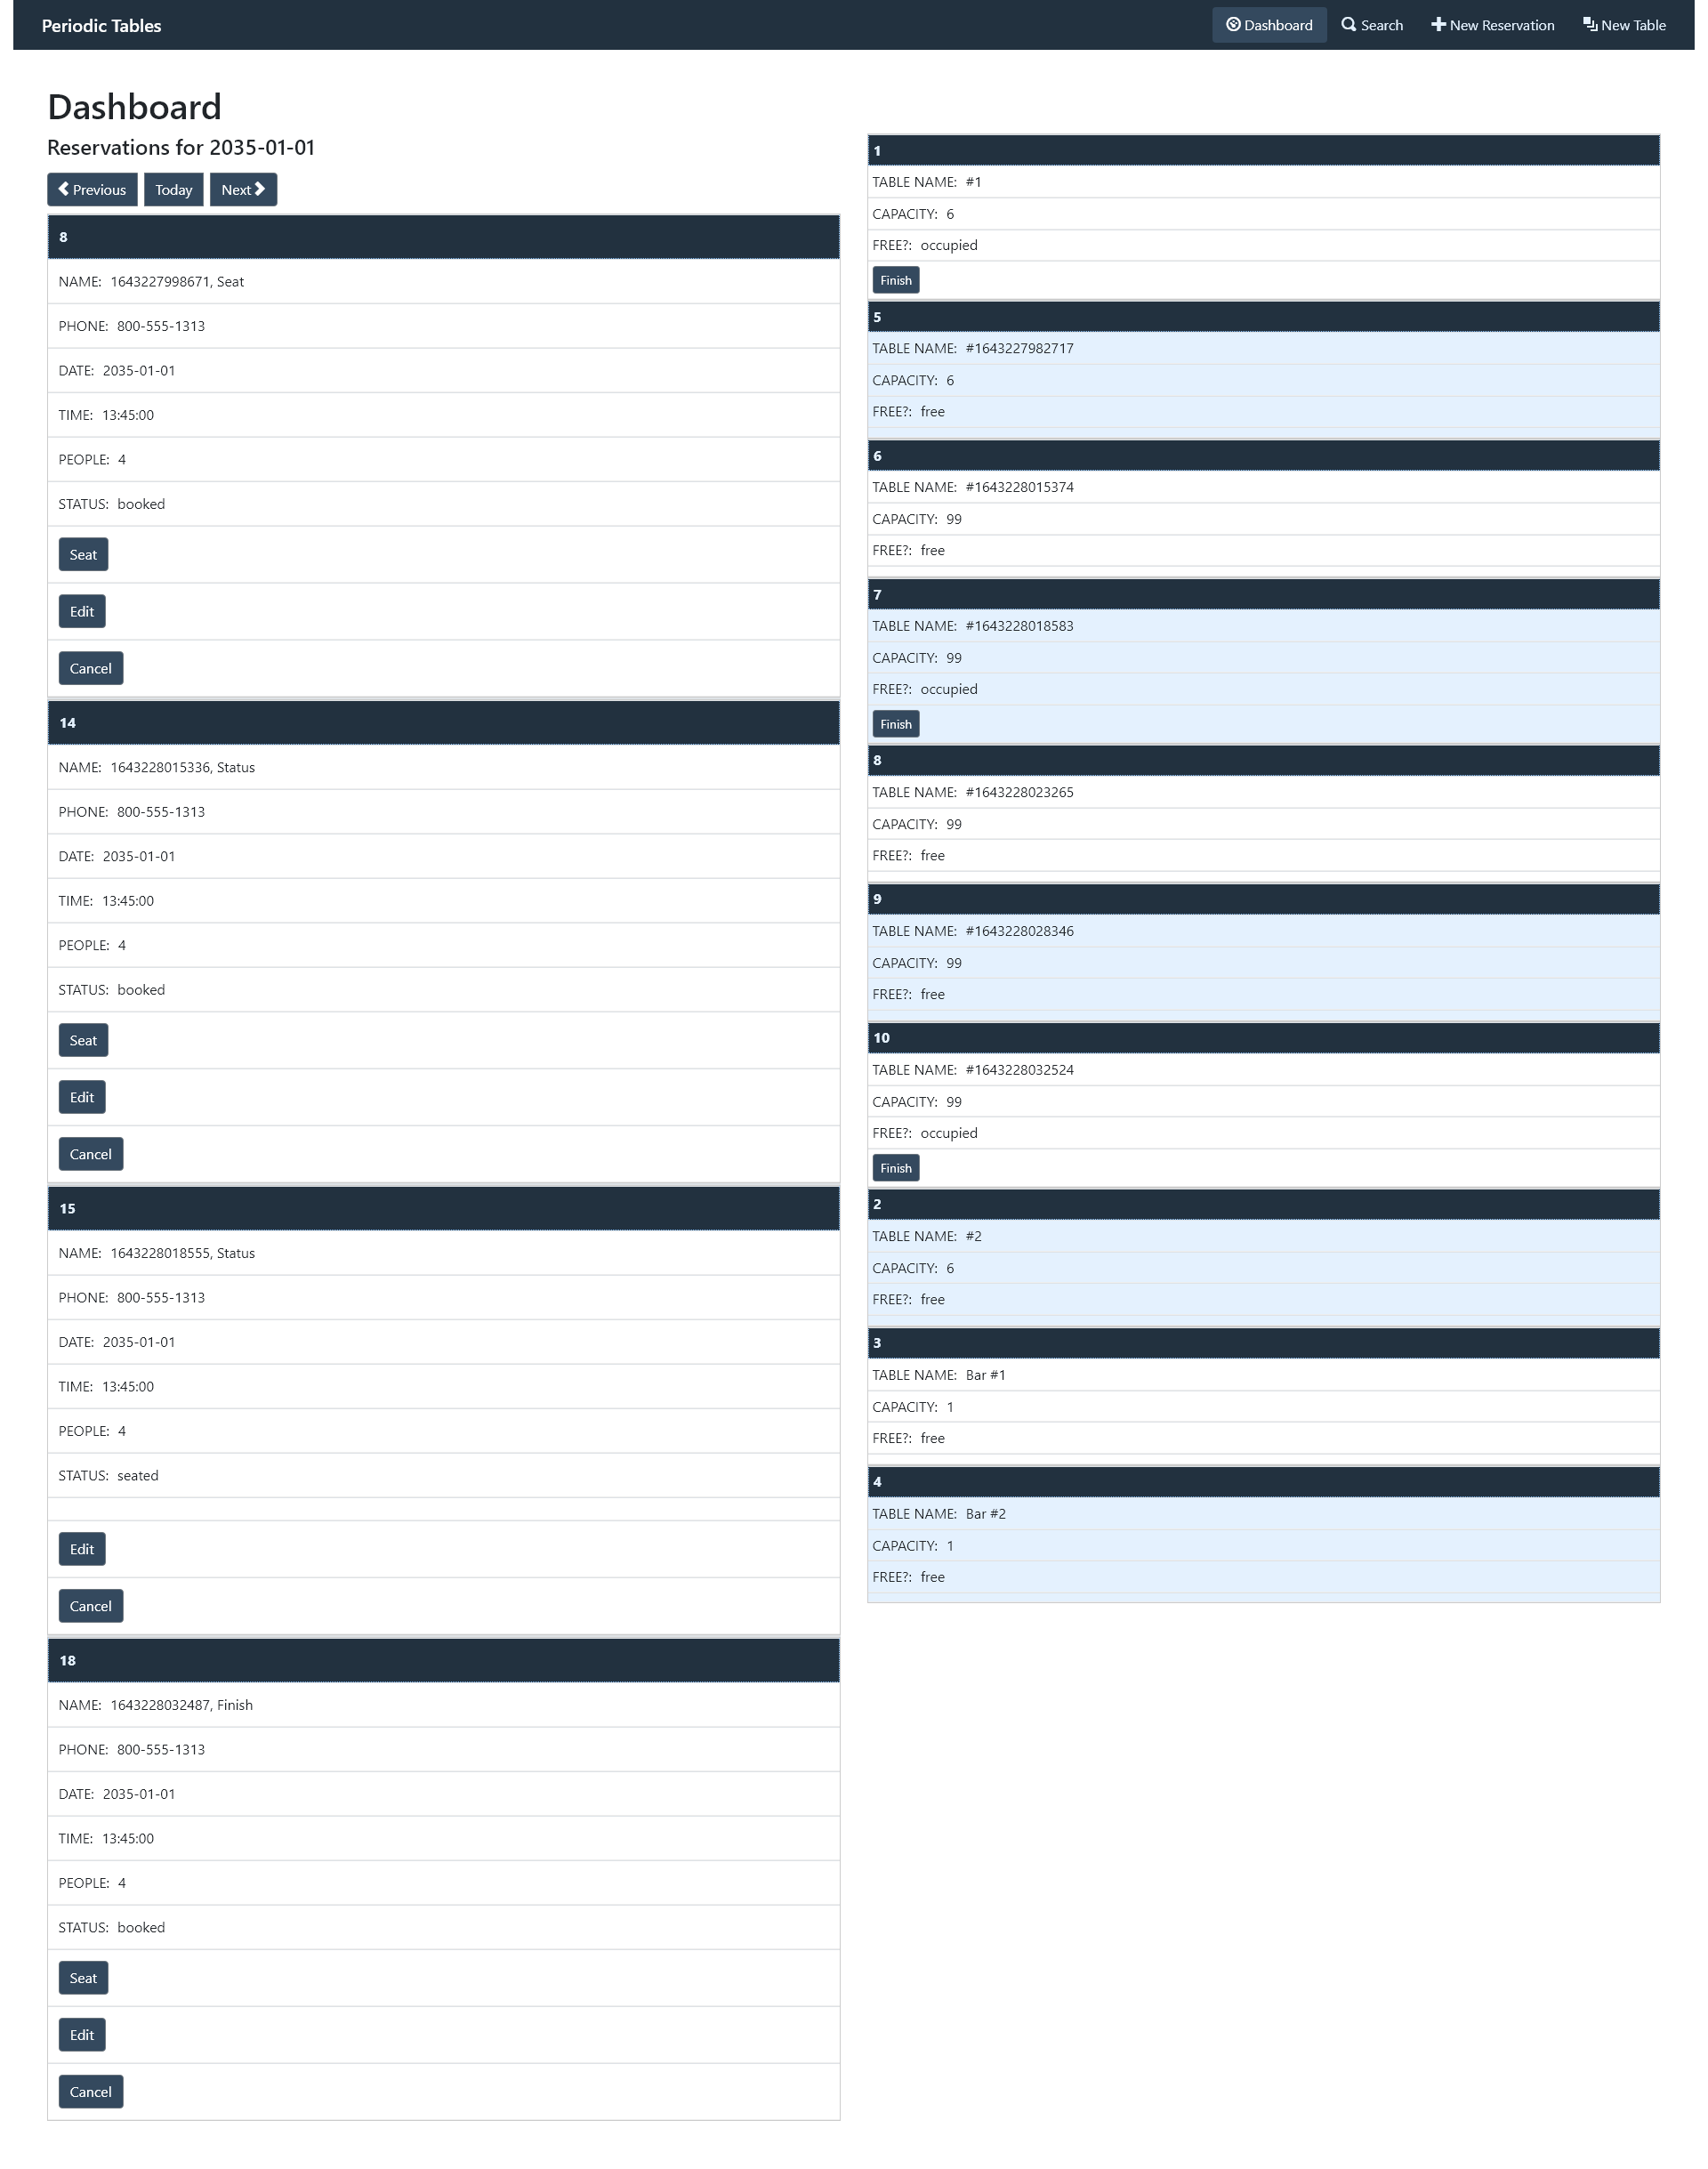 Periodic Tables
Dashboard
Search
New Reservation
New Table
Dashboard
Reservations for 2035-01-01
Previous
Today
Next
8
NAME: 1643227998671, Seat
PHONE: 800-555-1313
DATE: 2035-01-01
TIME: 13:45:00
PEOPLE: 4
STATUS: booked
Seat
Edit
Cancel
14
NAME: 1643228015336, Status
PHONE: 800-555-1313
DATE: 2035-01-01
TIME: 13:45:00
PEOPLE: 4
STATUS: booked
Seat
Edit
Cancel
15
NAME: 1643228018555, Status
PHONE: 800-555-1313
DATE: 2035-01-01
TIME: 13:45:00
PEOPLE: 4
STATUS: seated
Edit
Cancel
18
NAME: 1643228032487, Finish
PHONE: 800-555-1313
DATE: 2035-01-01
TIME: 13:45:00
PEOPLE: 4
STATUS: booked
Seat
Edit
Cancel
1
TABLE NAME: #1
CAPACITY: 6
FREE?: occupied
Finish
5
TABLE NAME: #1643227982717
CAPACITY: 6
FREE?: free
6
TABLE NAME: #1643228015374
CAPACITY: 99
FREE?: free
7
TABLE NAME: #1643228018583
CAPACITY: 99
FREE?: occupied
Finish
8
TABLE NAME: #1643228023265
CAPACITY: 99
FREE?: free
9
TABLE NAME: #1643228028346
CAPACITY: 99
FREE?: free
10
TABLE NAME: #1643228032524
CAPACITY: 99
FREE?: occupied
Finish
2
TABLE NAME: #2
CAPACITY: 6
FREE?: free
3
TABLE NAME: Bar #1
CAPACITY: 1
FREE?: free
4
TABLE NAME: Bar #2
CAPACITY: 1
FREE?: free